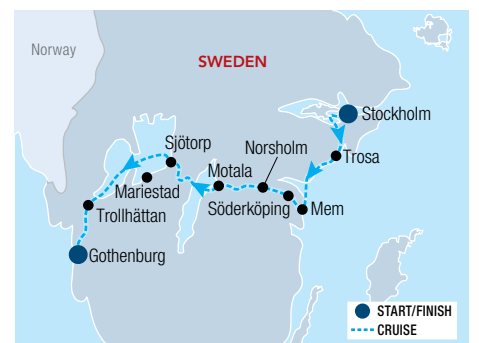 Norway
SWEDEN
Stockholm
Sjötorp
Norsholm
Trosa
Motala
Mariestad
Söderköping
Mem
Trollhättan
Gothenburg
START/FINISH
CRUISE